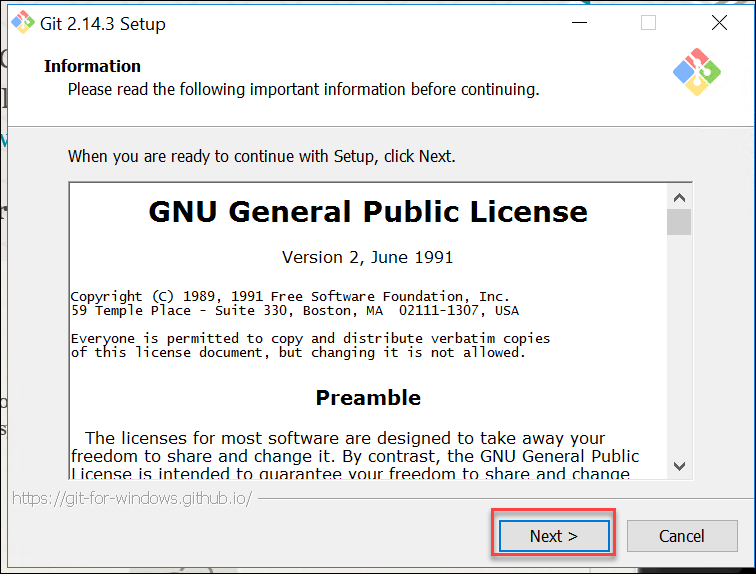 Git 2.14.3 Setup
Information
Please read the following important information before continuing.
When you are ready to continue with Setup, click Next.
GNU General Public License
Version 2, June 1991
Copyright (C) 1989, 1991 Free Software Foundation, Inc.
59 Temple Place - Suite 330, Boston, MA  02111-1307, USA
Everyone is permitted to copy and distribute verbatim copies
of this license document, but changing it is not allowed.
Preamble
The licenses for most software are designed to take away your
freedom to share and change it. By contrast, the GNU General Public
License is intended to guarantee your freedom to share and change
https://git-for-windows.github.io/
Next >
Cancel